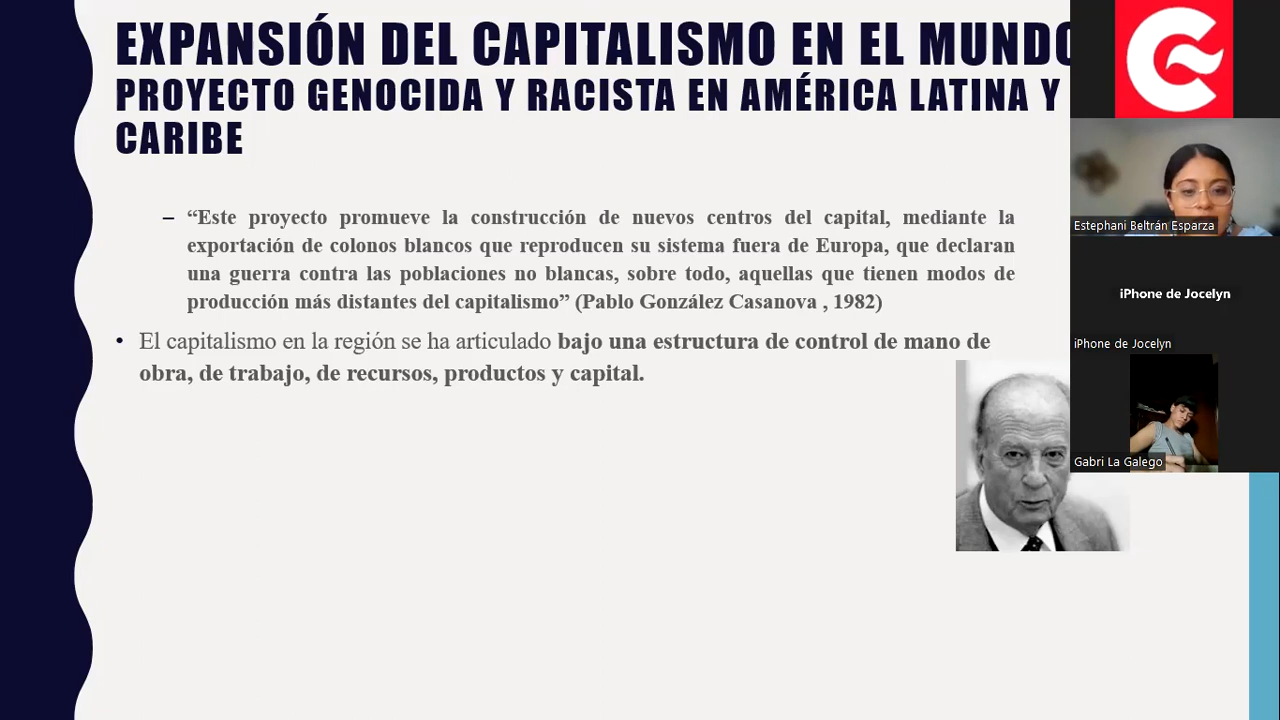 EXPANSIÓN DEL CAPITALISMO EN EL MUNDO
PROYECTO GENOCIDA Y RACISTA EN AMÉRICA LATINA Y
CARIBE
– “Este proyecto promueve la construcción de nuevos centros del capital, mediante la
exportación de colonos blancos que reproducen su sistema fuera de Europa, que declaran
una guerra contra las poblaciones no blancas, sobre todo, aquellas que tienen modos de
producción más distantes del capitalismo” (Pablo González Casanova , 1982)
• El capitalismo en la región se ha articulado bajo una estructura de control de mano de
obra, de trabajo, de recursos, productos y capital.
Estephani Beltrán Esparza
iPhone de Jocelyn
iPhone de Jocelyn
Gabri La Galego